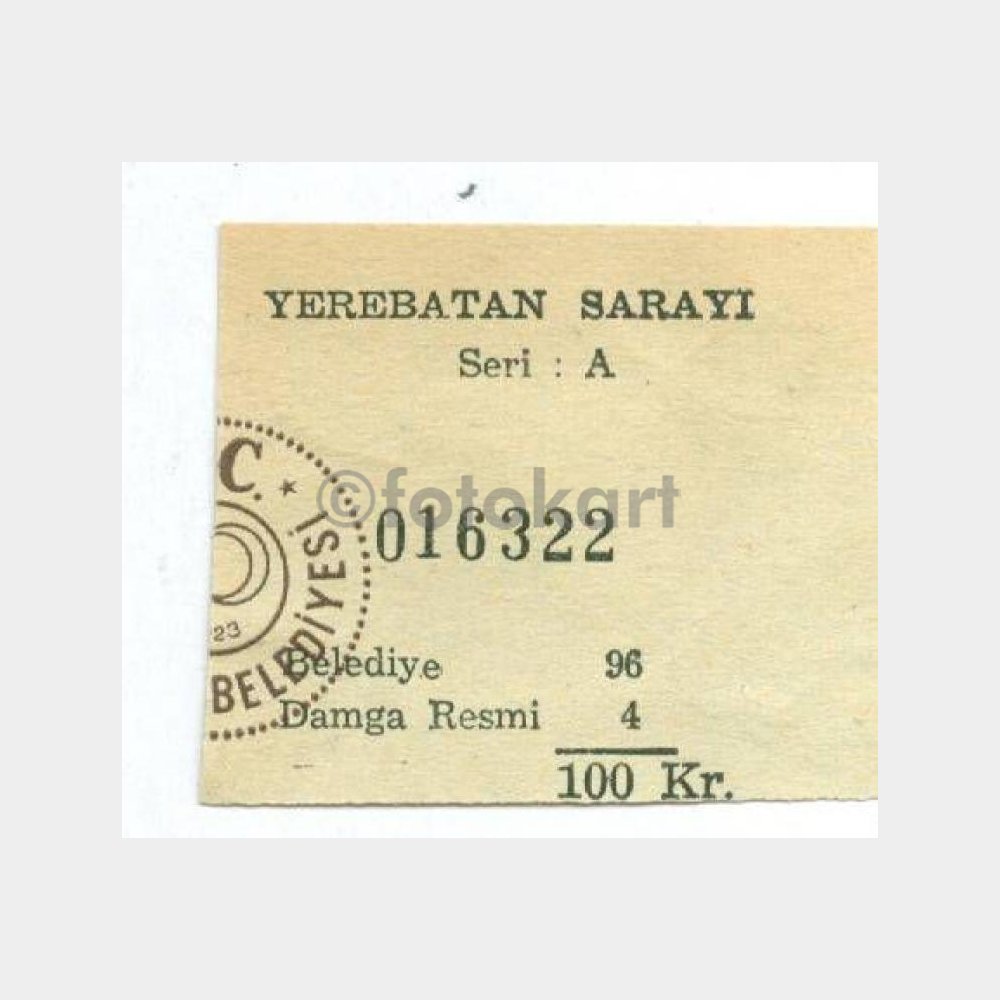 YEREBATAN SARAYI
Seri : A
C.
BELEDİYESİ
23
©fotokart
016322
Belediye 96
Damga Resmi 4
100 Kr.